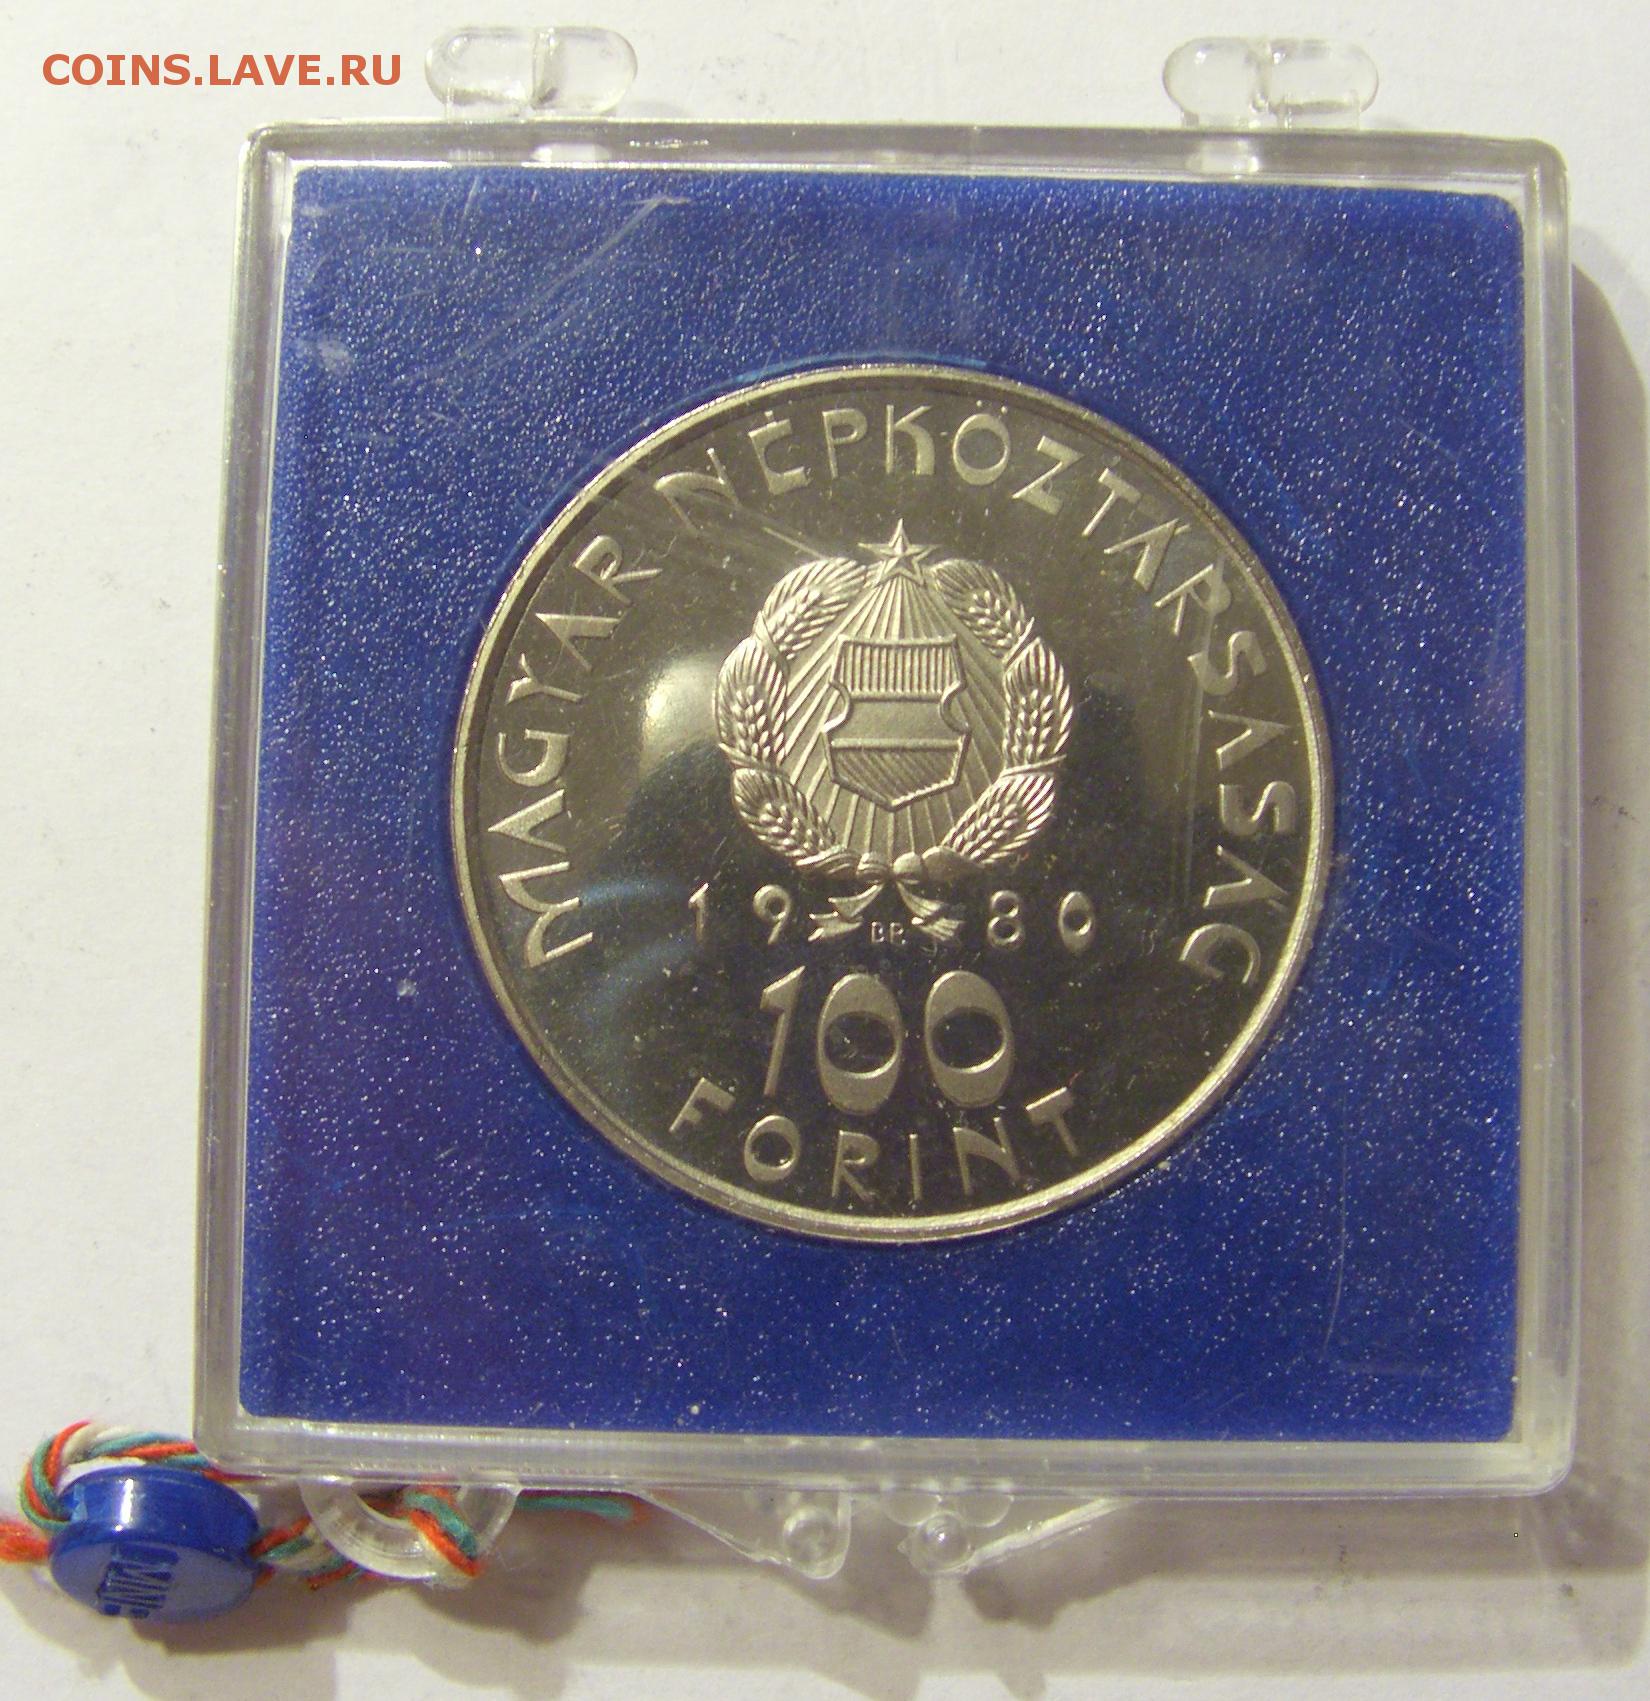 COINS.LAVE.RU
MAGYAR NÉPKÖZTÁRSASÁG
1980
BP.
100
FORINT